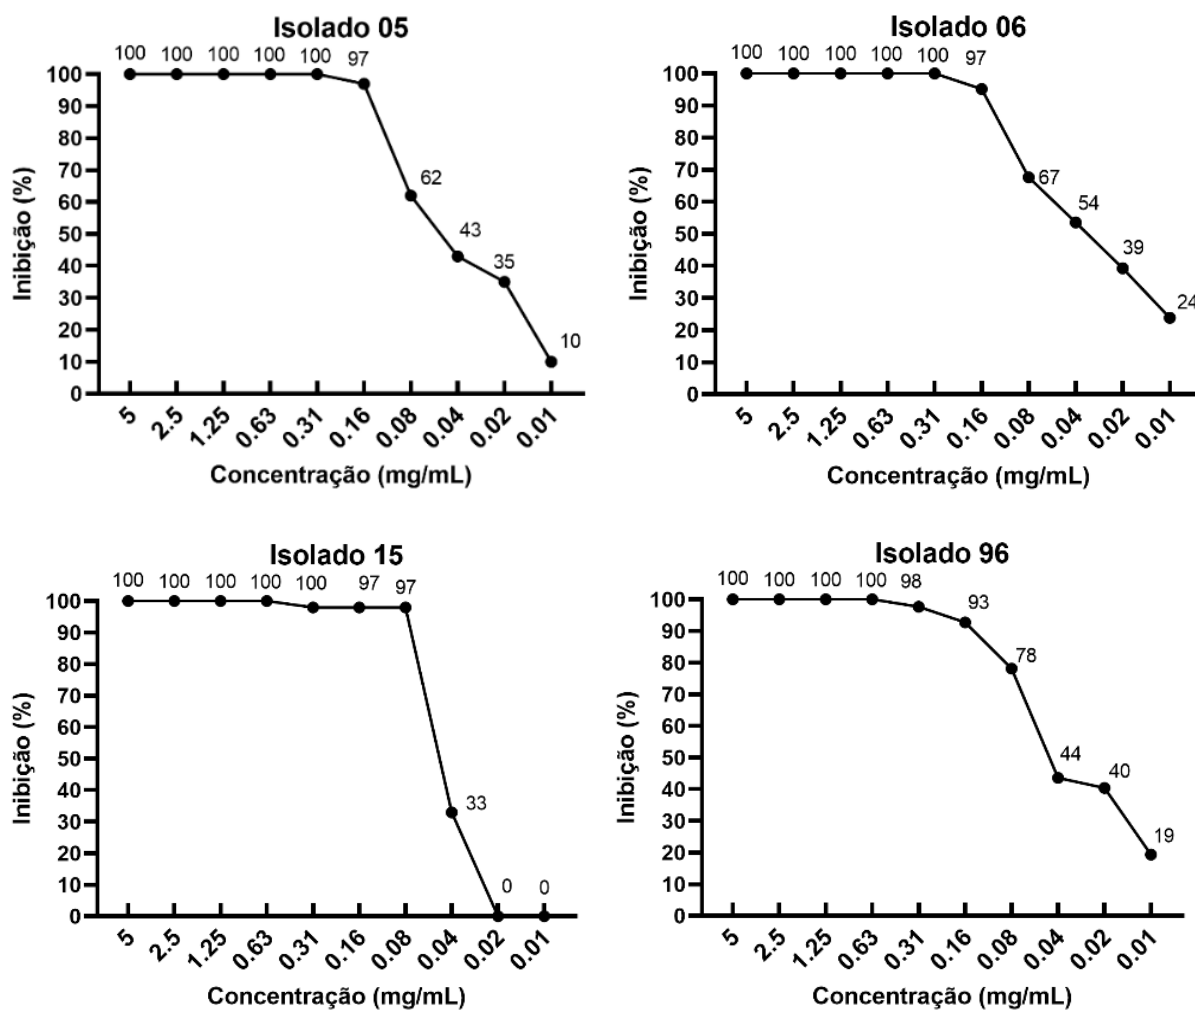 Isolado 05
100 100 100 100 100 97
62
43
35
10
100
90
80
70
60
50
40
30
20
10
0
Inibição (%)
5 2.5 1.25 0.63 0.31 0.16 0.08 0.04 0.02 0.01
Concentração (mg/mL)
Isolado 06
100 100 100 100 100 97
67
54
39
24
100
90
80
70
60
50
40
30
20
10
0
Inibição (%)
5 2.5 1.25 0.63 0.31 0.16 0.08 0.04 0.02 0.01
Concentração (mg/mL)
Isolado 15
100 100 100 100 100 97 97
33
0 0
100
90
80
70
60
50
40
30
20
10
0
Inibição (%)
5 2.5 1.25 0.63 0.31 0.16 0.08 0.04 0.02 0.01
Concentração (mg/mL)
Isolado 96
100 100 100 100 98
93
78
44
40
19
100
90
80
70
60
50
40
30
20
10
0
Inibição (%)
5 2.5 1.25 0.63 0.31 0.16 0.08 0.04 0.02 0.01
Concentração (mg/mL)